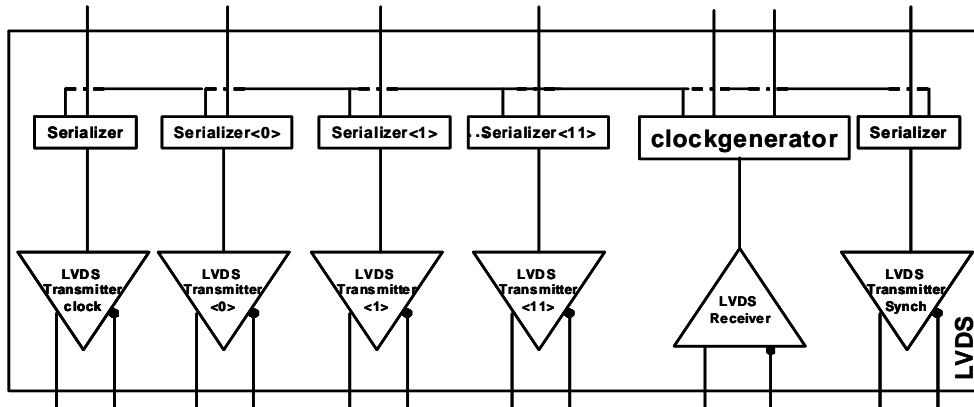 Serializer
Serializer<0>
Serializer<1>
...Serializer<11>
clockgenerator
Serializer
LVDS
Transmitter
clock
LVDS
Transmitter
<0>
LVDS
Transmitter
<1>
LVDS
Transmitter
<11>
LVDS
Receiver
LVDS
Transmitter
Synch
LVDS